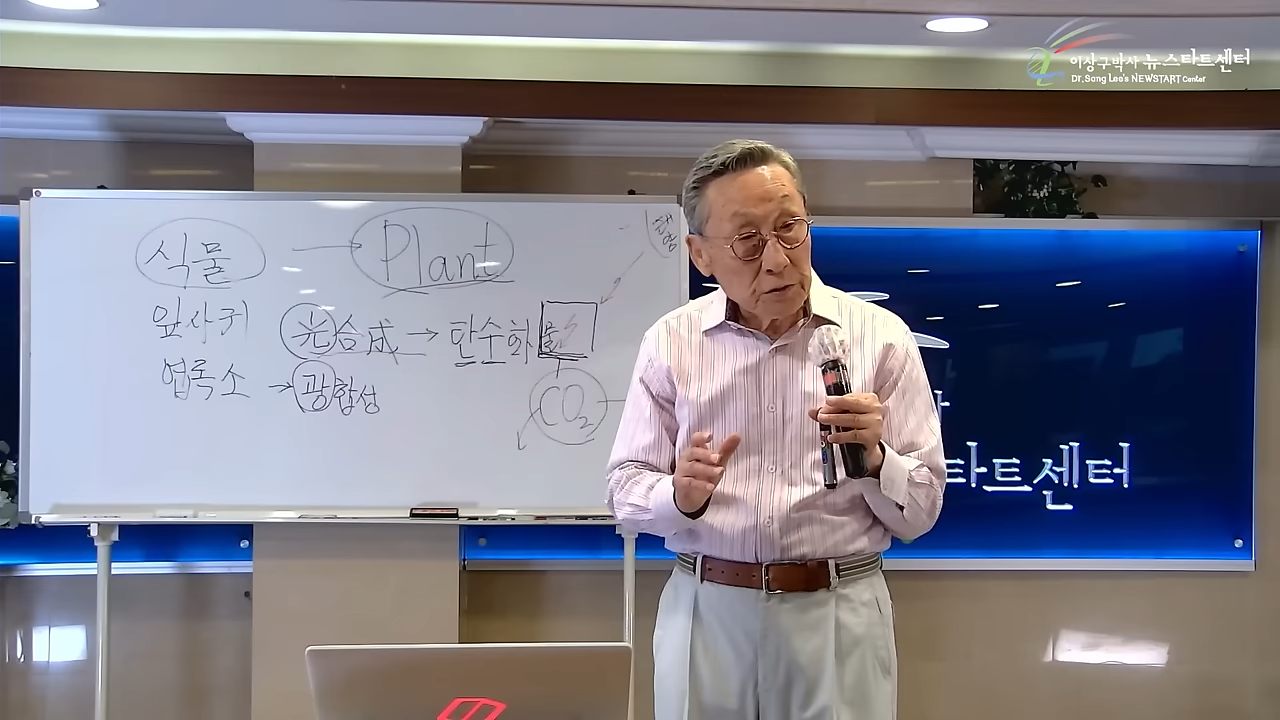 이상구박사 뉴스타트센터
Dr. Sang Lee's NEWSTART Center
식물 → Plant
잎사귀
엽록소 → 광합성
光合成 → 탄수화물
CO₂
타트센터